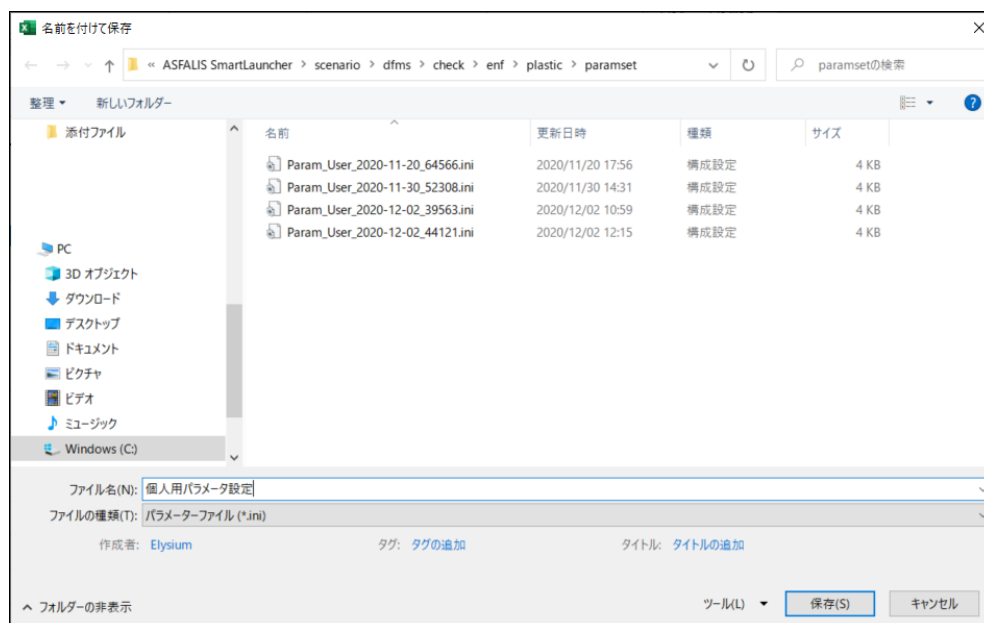 名前を付けて保存
« ASFALIS SmartLauncher > scenario > dfms > check > enf > plastic > paramset
paramsetの検索
整理 新しいフォルダー
添付ファイル
名前 更新日時 種類 サイズ
Param_User_2020-11-20_64566.ini 2020/11/20 17:56 構成設定 4 KB
Param_User_2020-11-30_52308.ini 2020/11/30 14:31 構成設定 4 KB
Param_User_2020-12-02_39563.ini 2020/12/02 10:59 構成設定 4 KB
Param_User_2020-12-02_44121.ini 2020/12/02 12:15 構成設定 4 KB
PC
3D オブジェクト
ダウンロード
デスクトップ
ドキュメント
ピクチャ
ビデオ
ミュージック
Windows (C:)
ファイル名(N): 個人用パラメータ設定
ファイルの種類(T): パラメーターファイル (*.ini)
作成者: Elysium タグ: タグの追加 タイトル: タイトルの追加
フォルダーの非表示 ツール(L) 保存(S) キャンセル